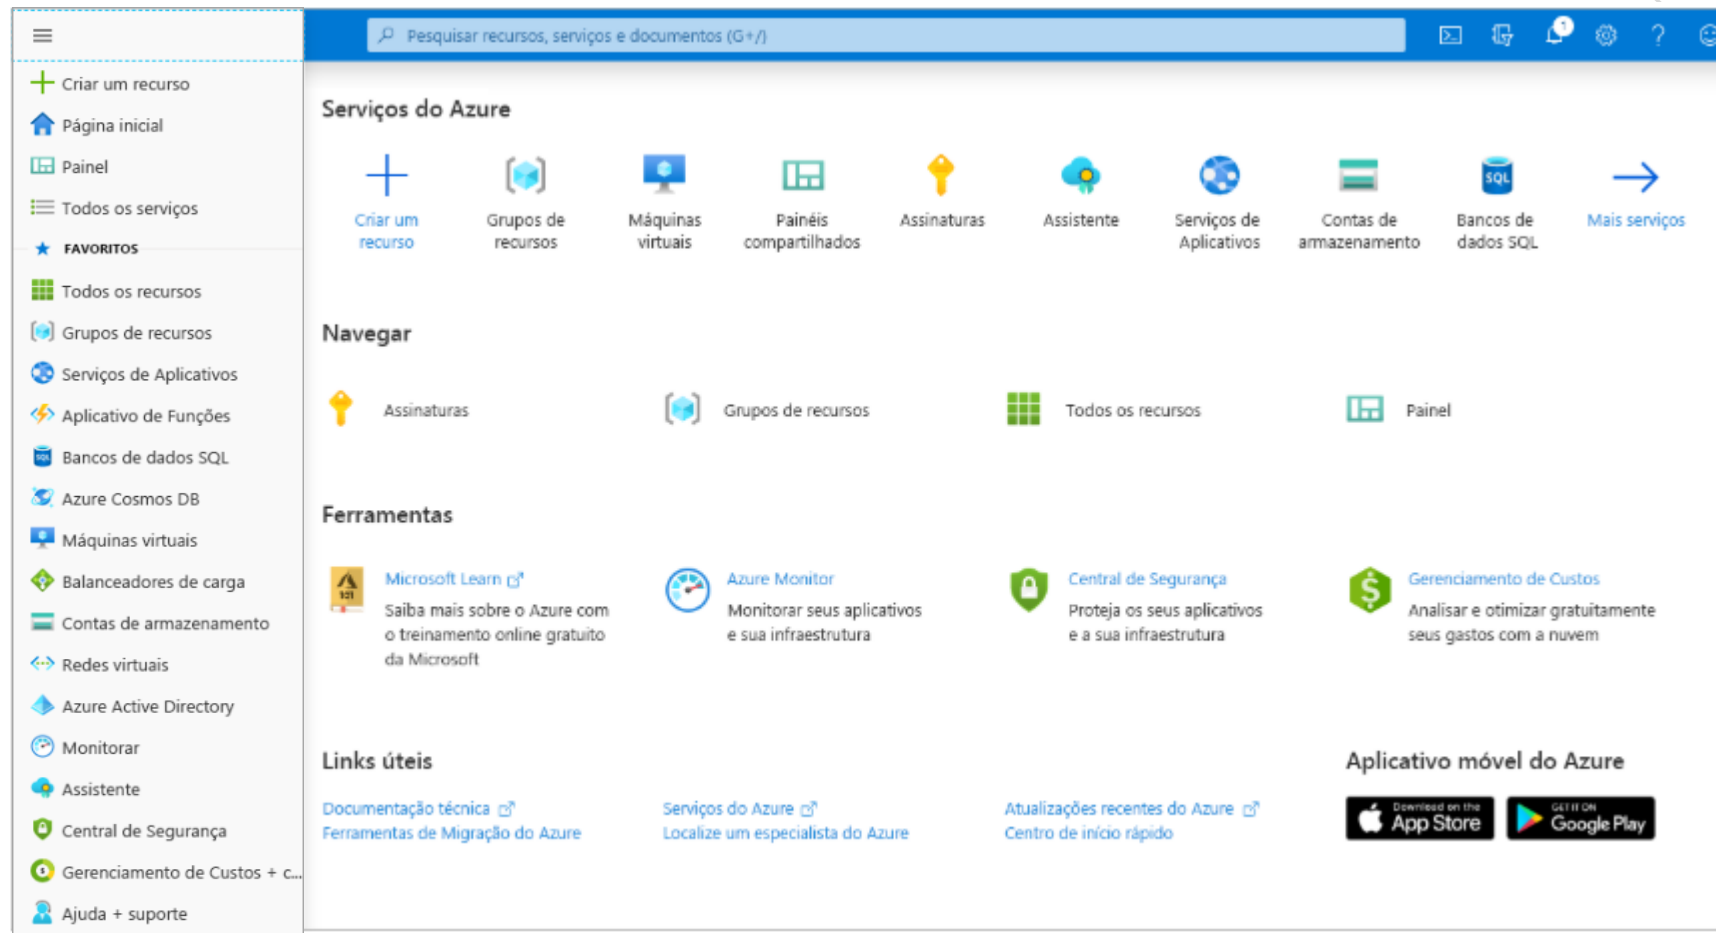 Pesquisar recursos, serviços e documentos (G+/)
1
Criar um recurso
Página inicial
Painel
Todos os serviços
FAVORITOS
Todos os recursos
Grupos de recursos
Serviços de Aplicativos
Aplicativo de Funções
Bancos de dados SQL
Azure Cosmos DB
Máquinas virtuais
Balanceadores de carga
Contas de armazenamento
Redes virtuais
Azure Active Directory
Monitorar
Assistente
Central de Segurança
Gerenciamento de Custos + c...
Ajuda + suporte
Serviços do Azure
Criar um
recurso
Grupos de
recursos
Máquinas
virtuais
Painéis
compartilhados
Assinaturas
Assistente
Serviços de
Aplicativos
Contas de
armazenamento
SQL
Bancos de
dados SQL
Mais serviços
Navegar
Assinaturas
Grupos de recursos
Todos os recursos
Painel
Ferramentas
101
Microsoft Learn
Saiba mais sobre o Azure com
o treinamento online gratuito
da Microsoft
Azure Monitor
Monitorar seus aplicativos
e sua infraestrutura
Central de Segurança
Proteja os seus aplicativos
e a sua infraestrutura
Gerenciamento de Custos
Analisar e otimizar gratuitamente
seus gastos com a nuvem
Links úteis
Documentação técnica
Ferramentas de Migração do Azure
Serviços do Azure
Localize um especialista do Azure
Atualizações recentes do Azure
Centro de início rápido
Aplicativo móvel do Azure
Download on the
App Store
GET IT ON
Google Play